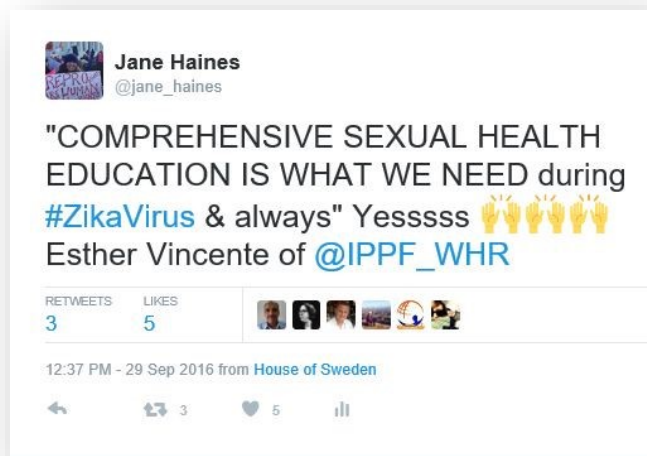 Jane Haines
@jane_haines
"COMPREHENSIVE SEXUAL HEALTH
EDUCATION IS WHAT WE NEED during
#ZikaVirus & always" Yesssss 🙌🙌🙌🙌
Esther Vincente of @IPPF_WHR
RETWEETS LIKES
3 5
12:37 PM - 29 Sep 2016 from House of Sweden
3 5